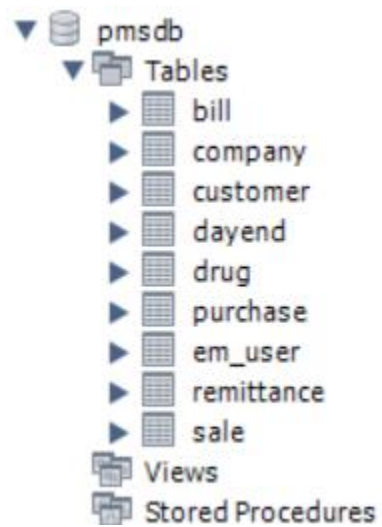 pmsdb
Tables
bill
company
customer
dayend
drug
purchase
em_user
remittance
sale
Views
Stored Procedures